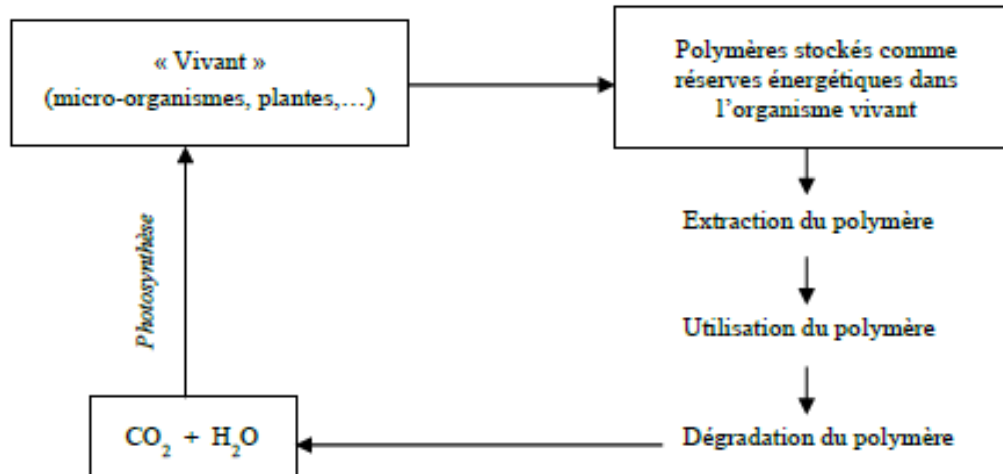 « Vivant »
(micro-organismes, plantes,…)
Polymères stockés comme
réserves énergétiques dans
l’organisme vivant
Extraction du polymère
Utilisation du polymère
Dégradation du polymère
CO₂ + H₂O
Photosynthèse